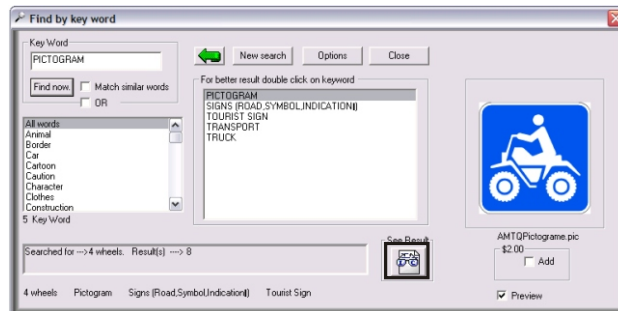 Find by key word
Key Word
PICTOGRAM
Find now.
Match similar words
OR
All words
Animal
Border
Car
Cartoon
Caution
Character
Clothes
Construction
5 Key Word
New search
Options
Close
For better result double click on keyword
PICTOGRAM
SIGNS (ROAD,SYMBOL,INDICATION)
TOURIST SIGN
TRANSPORT
TRUCK
See Result
Searched for --->4 wheels. Result(s) ----> 8
4 wheels Pictogram Signs (Road,Symbol,Indication) Tourist Sign
AMTQPictograme.pic
$2.00
Add
Preview